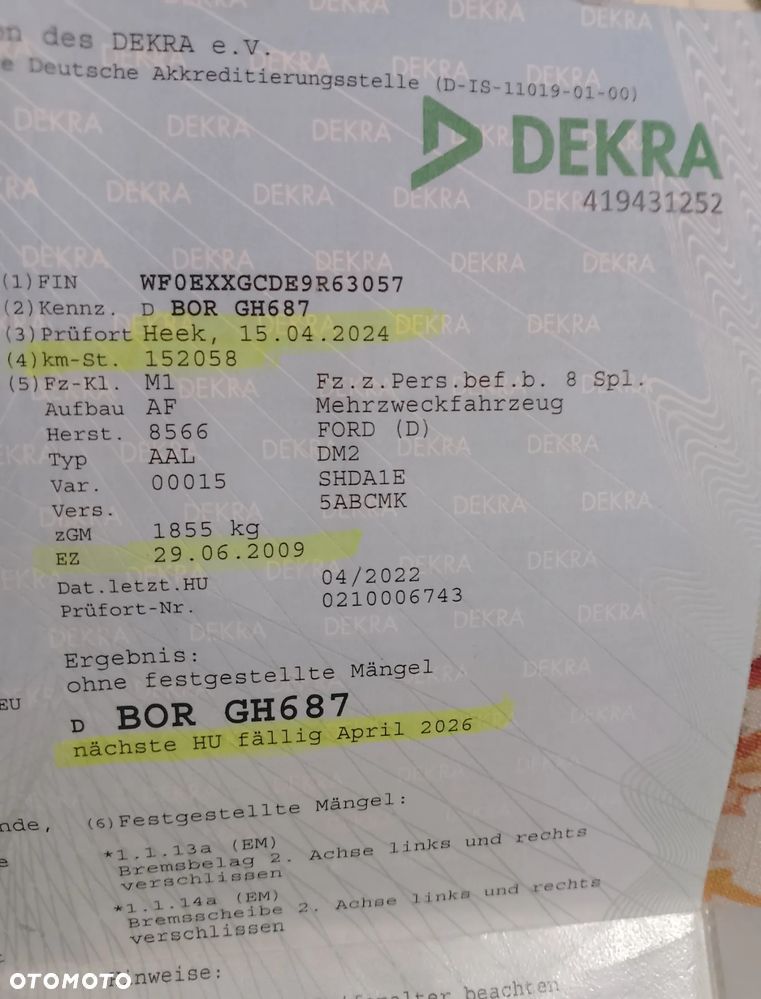 on des DEKRA e.V.
e Deutsche Akkreditierungsstelle (D-IS-11019-01-00)
DEKRA
419431252
(1)FIN WF0EXXGCDE9R63057
(2)Kennz. D BOR GH687
(3)Prüfort Heek, 15.04.2024
(4)km-St. 152058
(5)Fz-Kl. M1 Fz.z.Pers.bef.b. 8 Spl.
Aufbau AF Mehrzweckfahrzeug
Herst. 8566 FORD (D)
Typ AAL DM2
Var. 00015 SHDA1E
Vers. 5ABCMK
zGM 1855 kg
EZ 29.06.2009
Dat.letzt.HU 04/2022
Prüfort-Nr. 0210006743
Ergebnis:
ohne festgestellte Mängel
EU
D BOR GH687
nächste HU fällig April 2026
nde, (6)Festgestellte Mängel:
e *1.1.13a (EM)
Bremsbelag 2. Achse links und rechts
verschlissen
*1.1.14a (EM)
Bremsscheibe 2. Achse links und rechts
verschlissen
Hinweise:
beachten
OTOMOTO